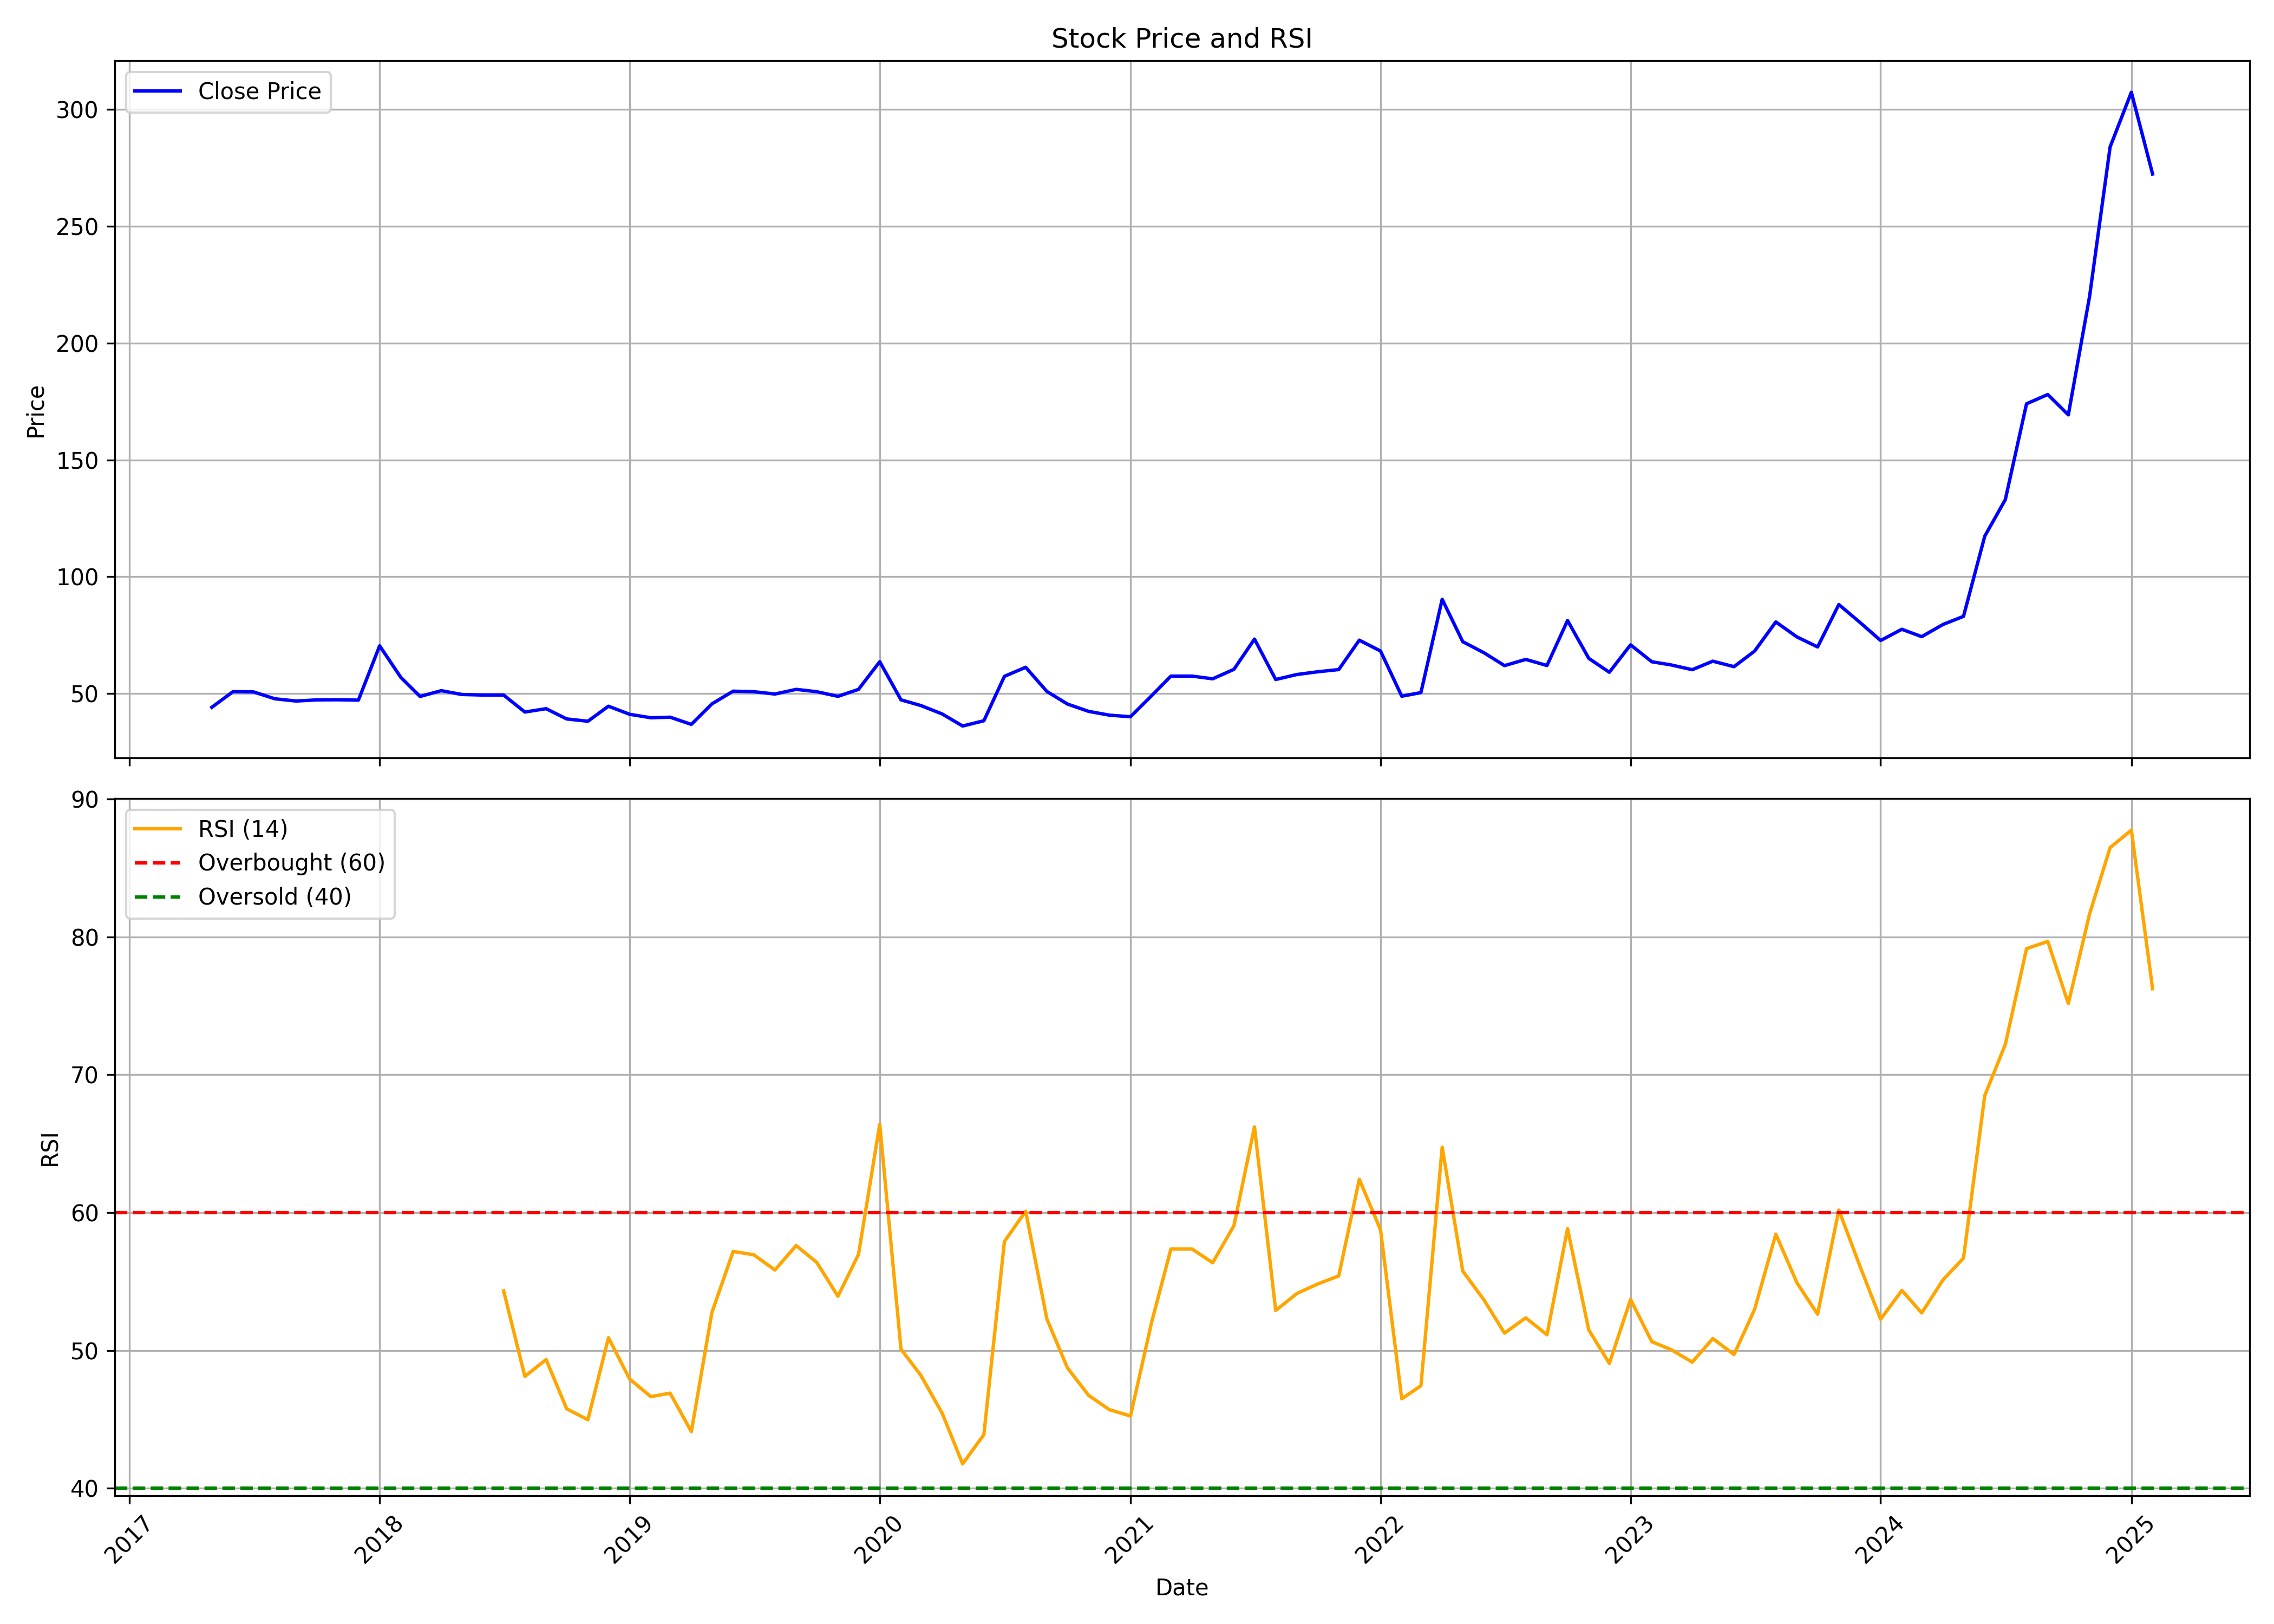 Stock Price and RSI
Close Price
300
250
200
150
100
50
Price
RSI (14)
Overbought (60)
Oversold (40)
90
80
70
60
50
40
RSI
2017
2018
2019
2020
2021
2022
2023
2024
2025
Date